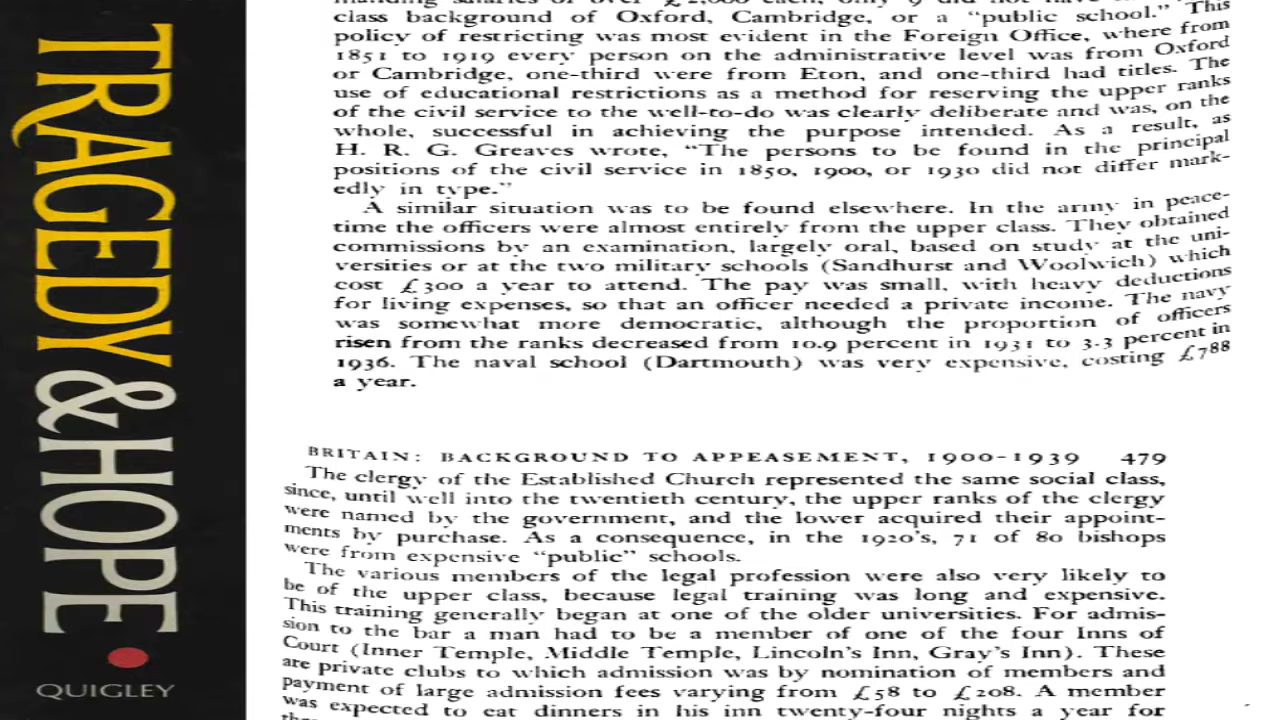 TRAGEDY & HOPE
QUIGLEY
class background of Oxford, Cambridge, or a “public school.” This
policy of restricting was most evident in the Foreign Office, where from
1851 to 1919 every person on the administrative level was from Oxford
or Cambridge, one-third were from Eton, and one-third had titles. The
use of educational restrictions as a method for reserving the upper ranks
of the civil service to the well-to-do was clearly deliberate and was, on the
whole, successful in achieving the purpose intended. As a result, as
H. R. G. Greaves wrote, “The persons to be found in the principal
positions of the civil service in 1850, 1900, or 1930 did not differ mark-
edly in type.”
A similar situation was to be found elsewhere. In the army in peace-
time the officers were almost entirely from the upper class. They obtained
commissions by an examination, largely oral, based on study at the uni-
versities or at the two military schools (Sandhurst and Woolwich) which
cost £300 a year to attend. The pay was small, with heavy deductions
for living expenses, so that an officer needed a private income. The navy
was somewhat more democratic, although the proportion of officers
risen from the ranks decreased from 10.9 percent in 1931 to 3.3 percent in
1936. The naval school (Dartmouth) was very expensive, costing £788
a year.
BRITAIN: BACKGROUND TO APPEASEMENT, 1900-1939 479
The clergy of the Established Church represented the same social class,
since, until well into the twentieth century, the upper ranks of the clergy
were named by the government, and the lower acquired their appoint-
ments by purchase. As a consequence, in the 1920's, 71 of 80 bishops
were from expensive “public” schools.
The various members of the legal profession were also very likely to
be of the upper class, because legal training was long and expensive.
This training generally began at one of the older universities. For admis-
sion to the bar a man had to be a member of one of the four Inns of
Court (Inner Temple, Middle Temple, Lincoln's Inn, Gray's Inn). These
are private clubs to which admission was by nomination of members and
payment of large admission fees varying from £58 to £208. A member
was expected to eat dinners in his inn twenty-four nights a year for